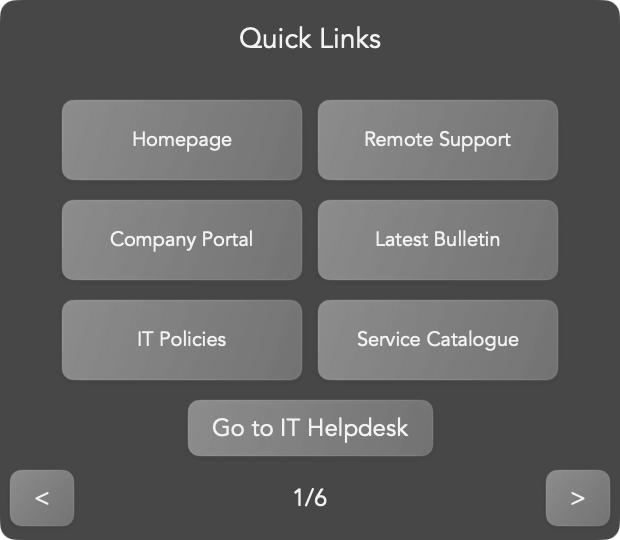 Quick Links
Homepage
Remote Support
Company Portal
Latest Bulletin
IT Policies
Service Catalogue
Go to IT Helpdesk
<
1/6
>